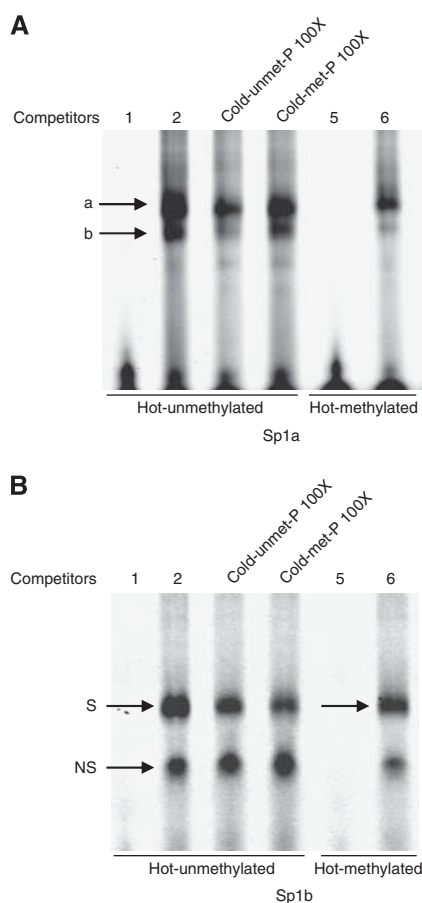 A
Cold-unmet-P 100X
Cold-met-P 100X
Competitors 1 2 5 6
a
b
Hot-unmethylated Hot-methylated
Sp1a
B
Cold-unmet-P 100X
Cold-met-P 100X
Competitors 1 2 5 6
S
NS
Hot-unmethylated Hot-methylated
Sp1b